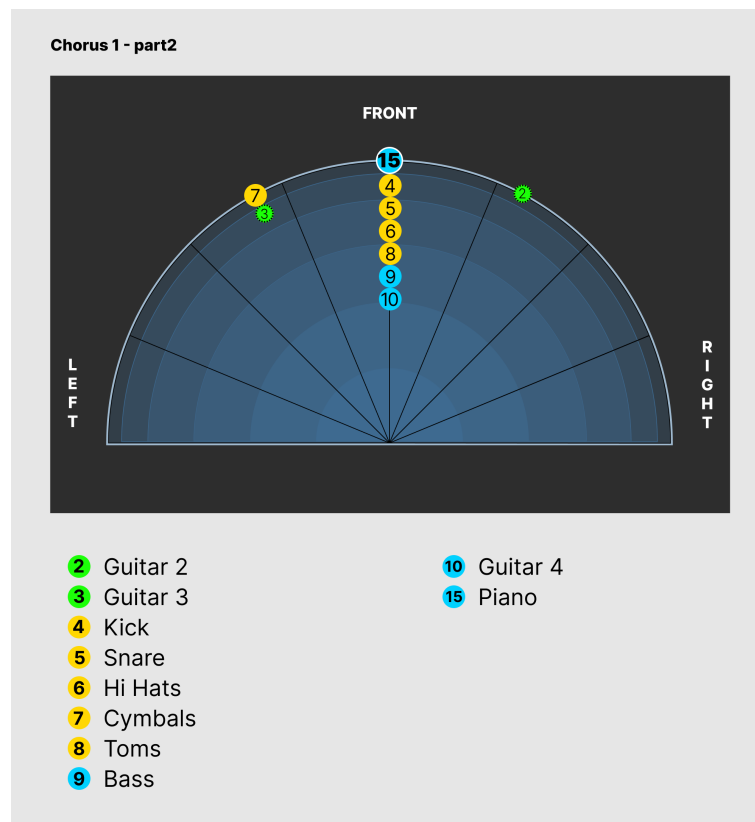 Chorus 1 - part2
FRONT
15
7
4
2
3
5
6
8
9
10
LEFT
RIGHT
2 Guitar 2
3 Guitar 3
4 Kick
5 Snare
6 Hi Hats
7 Cymbals
8 Toms
9 Bass
10 Guitar 4
15 Piano